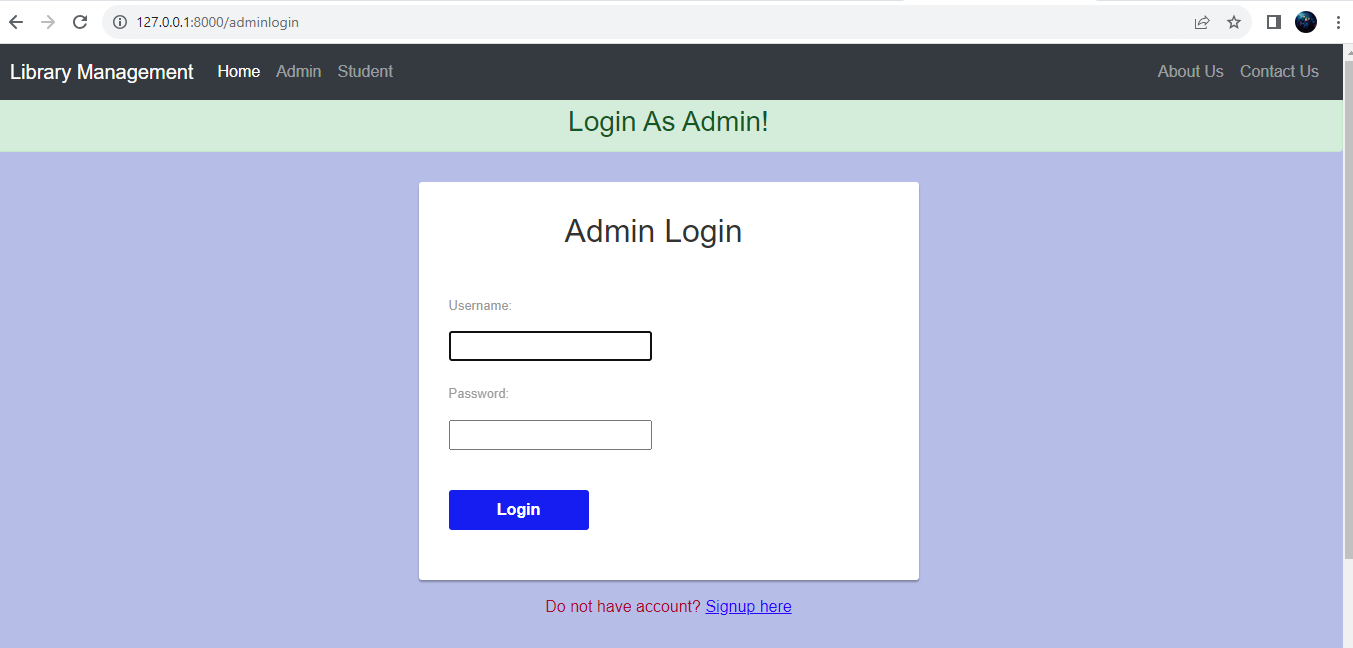 127.0.0.1:8000/adminlogin
Library Management Home Admin Student About Us Contact Us
Login As Admin!
Admin Login
Username:
Password:
Login
Do not have account? Signup here